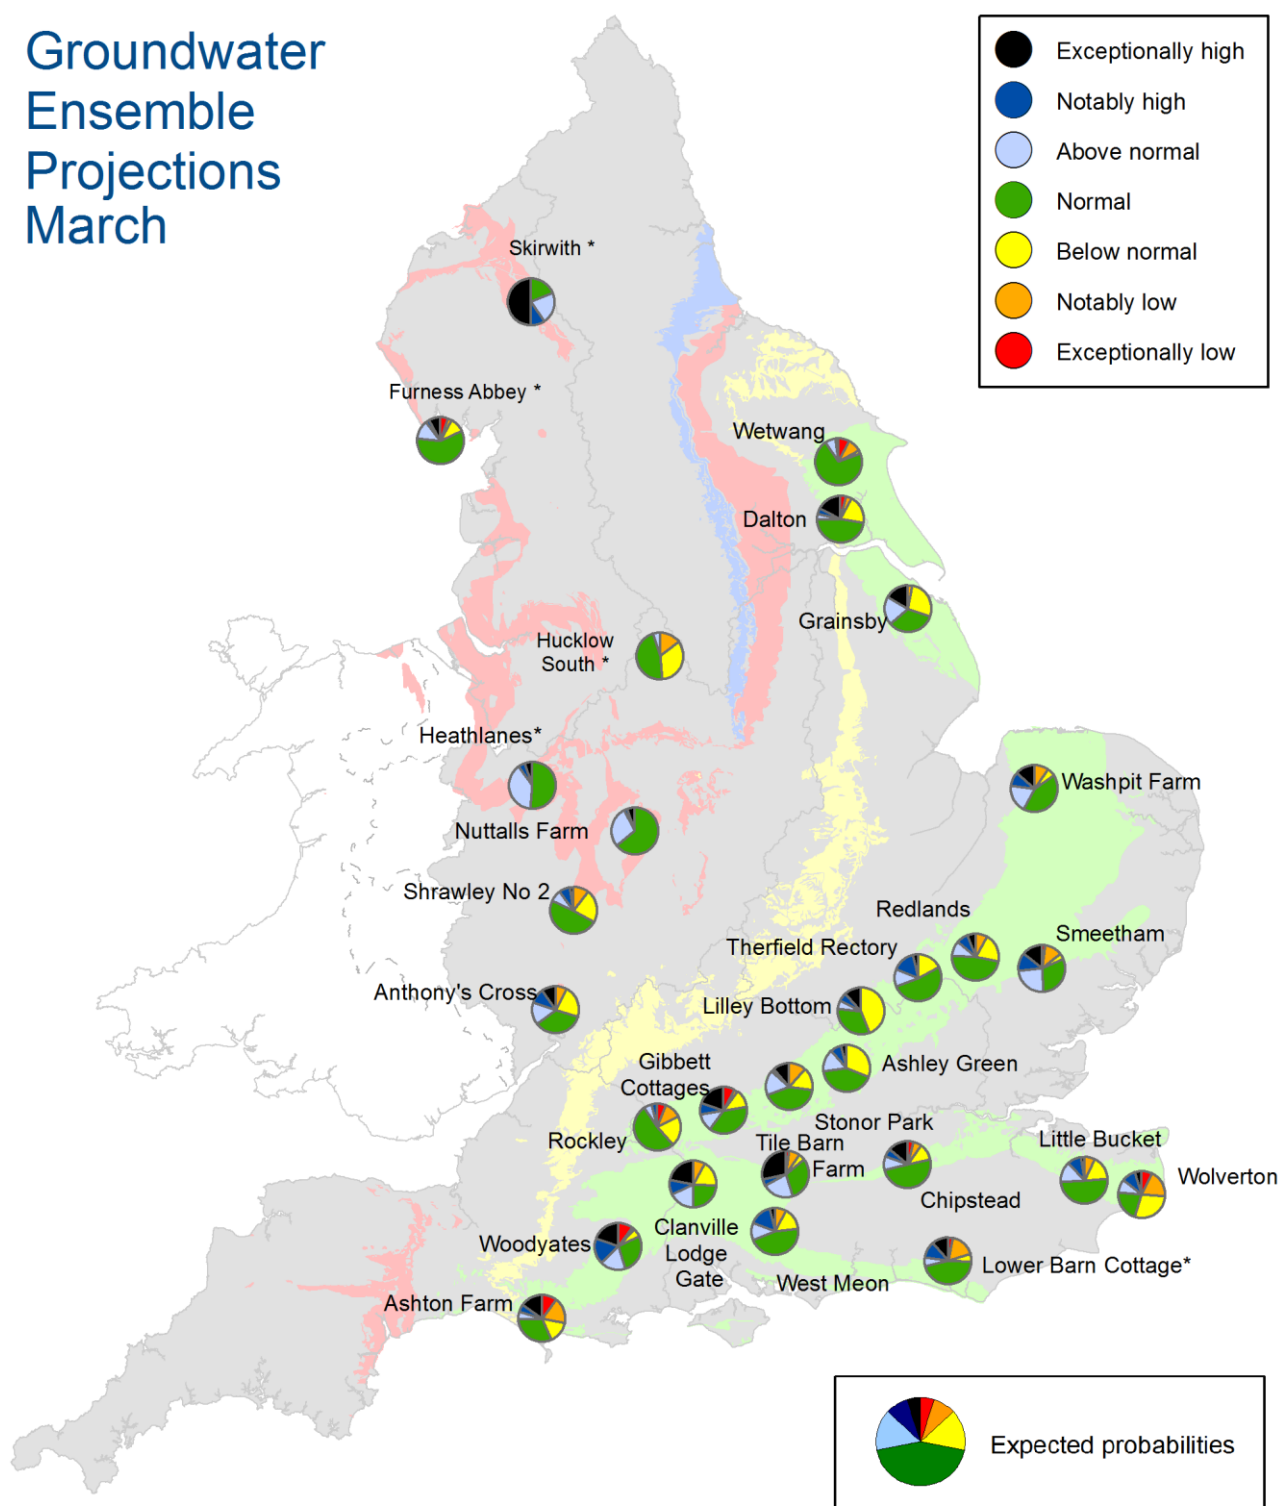 Groundwater
Ensemble
Projections
March
Exceptionally high
Notably high
Above normal
Normal
Below normal
Notably low
Exceptionally low
Skirwith *
Furness Abbey *
Wetwang
Dalton
Grainsby
Hucklow
South *
Heathlanes*
Washpit Farm
Nuttalls Farm
Shrawley No 2
Redlands
Smeetham
Therfield Rectory
Anthony's Cross
Lilley Bottom
Gibbett
Cottages
Ashley Green
Stonor Park
Rockley
Tile Barn
Farm
Little Bucket
Wolverton
Chipstead
Clanville
Lodge
Gate
Woodyates
West Meon
Lower Barn Cottage*
Ashton Farm
Expected probabilities